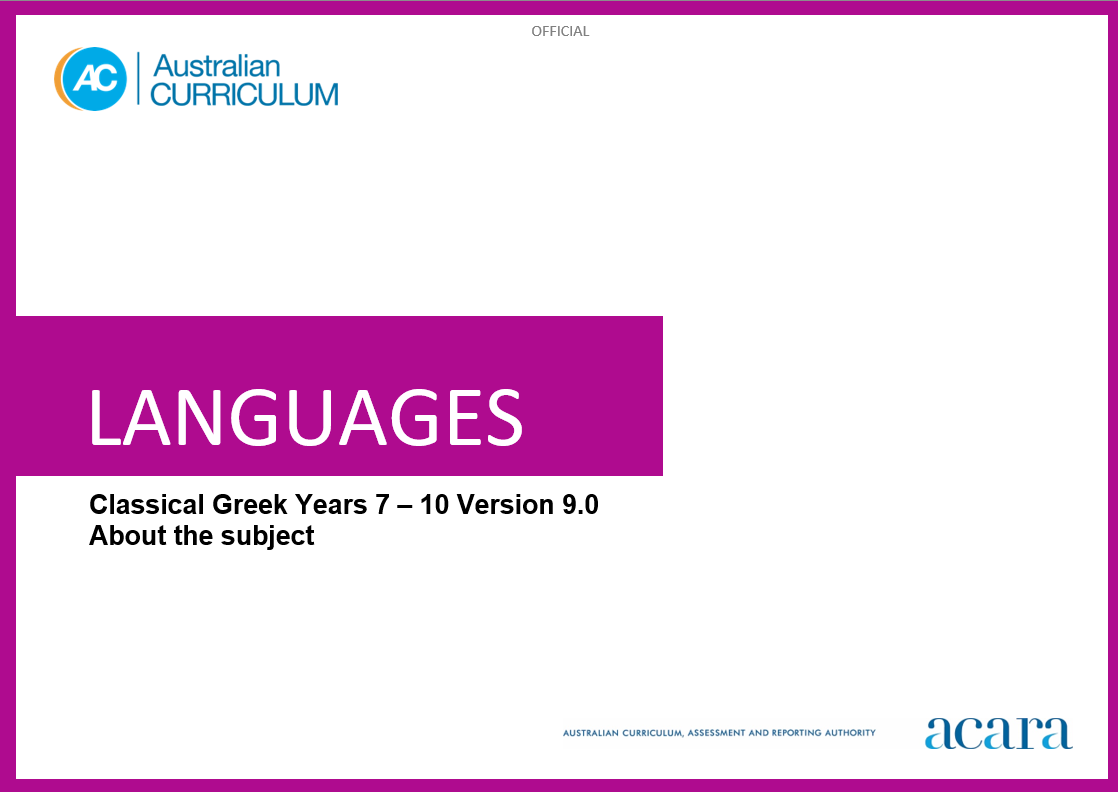 OFFICIAL
AC
Australian
CURRICULUM
LANGUAGES
Classical Greek Years 7 – 10 Version 9.0
About the subject
AUSTRALIAN CURRICULUM, ASSESSMENT AND REPORTING AUTHORITY
acara